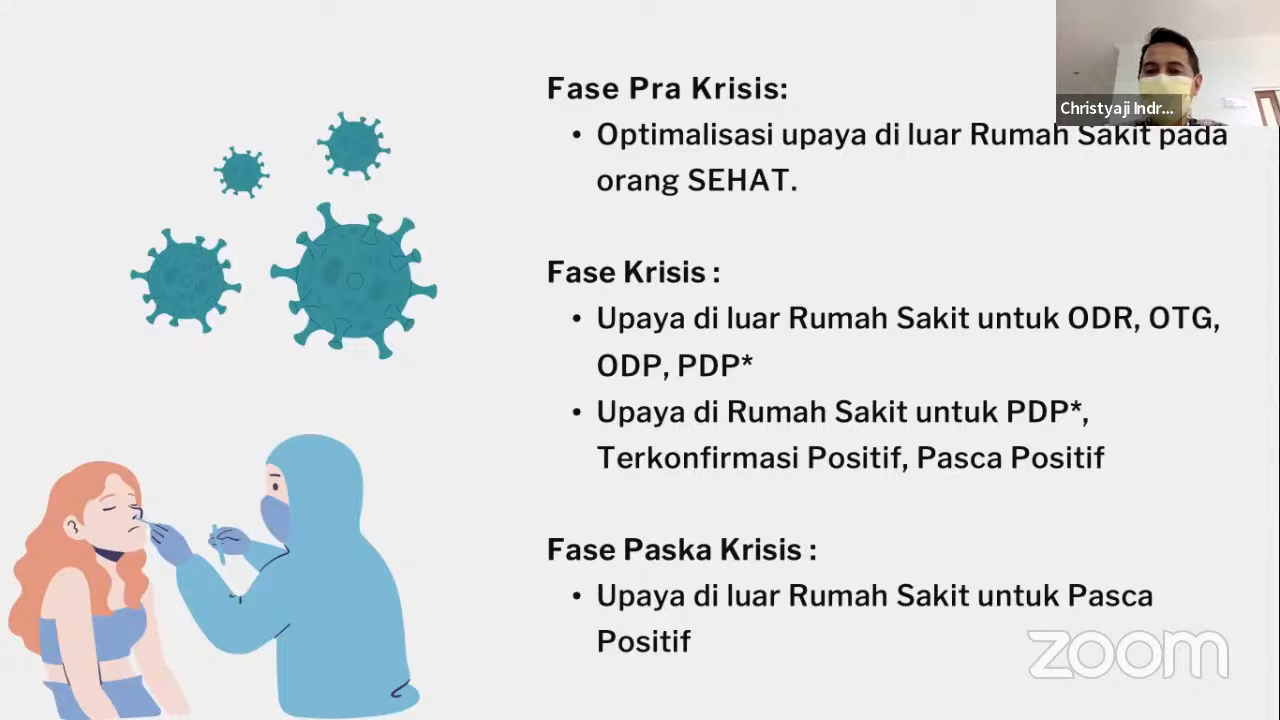 Fase Pra Krisis:
• Optimalisasi upaya di luar Rumah Sakit pada
orang SEHAT.
Christyaji Indr...
Fase Krisis :
• Upaya di luar Rumah Sakit untuk ODR, OTG,
ODP, PDP*
• Upaya di Rumah Sakit untuk PDP*,
Terkonfirmasi Positif, Pasca Positif
Fase Paska Krisis :
• Upaya di luar Rumah Sakit untuk Pasca
Positif
zoom